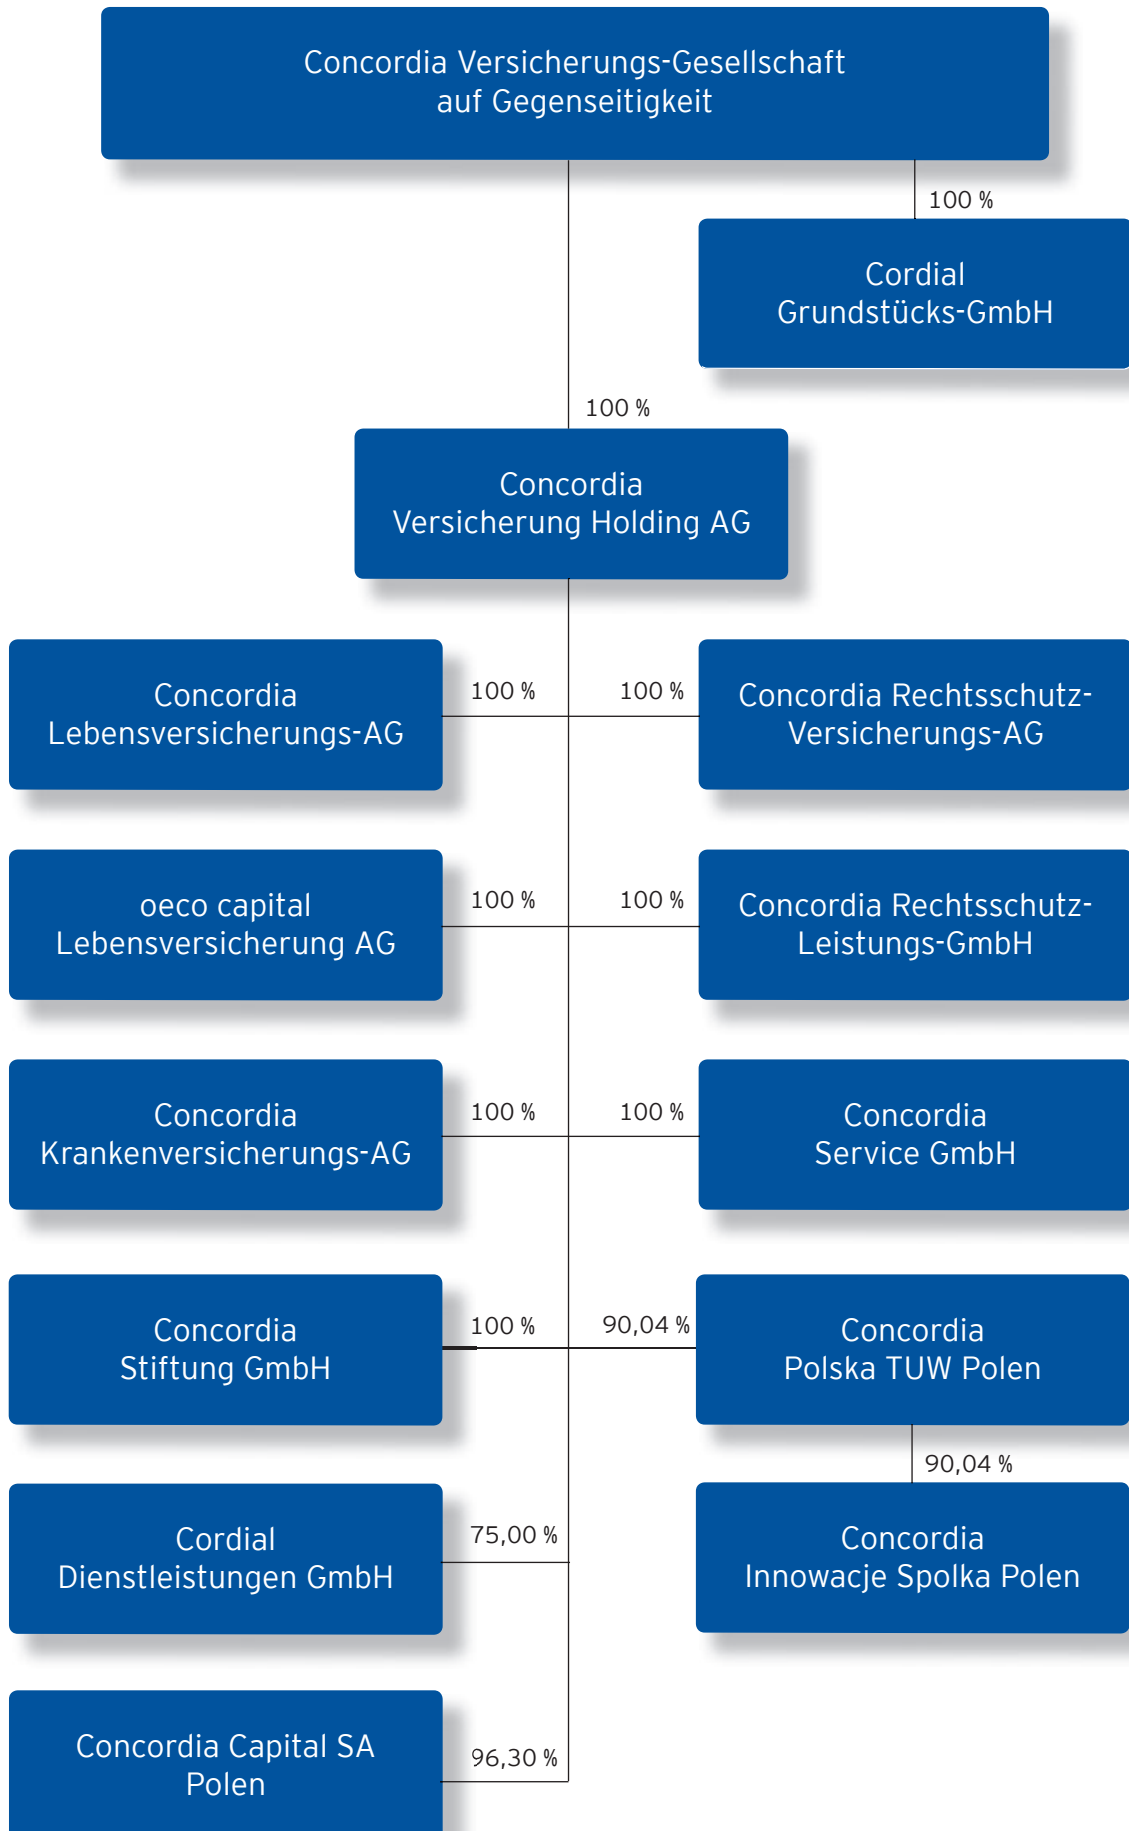 Concordia Versicherungs-Gesellschaft
auf Gegenseitigkeit
100 %
Cordial
Grundstücks-GmbH
100 %
Concordia
Versicherung Holding AG
Concordia
Lebensversicherungs-AG
100 %
100 %
Concordia Rechtsschutz-
Versicherungs-AG
oeco capital
Lebensversicherung AG
100 %
100 %
Concordia Rechtsschutz-
Leistungs-GmbH
Concordia
Krankenversicherungs-AG
100 %
100 %
Concordia
Service GmbH
Concordia
Stiftung GmbH
100 %
90,04 %
Concordia
Polska TUW Polen
90,04 %
Cordial
Dienstleistungen GmbH
75,00 %
Concordia
Innowacje Spolka Polen
Concordia Capital SA
Polen
96,30 %